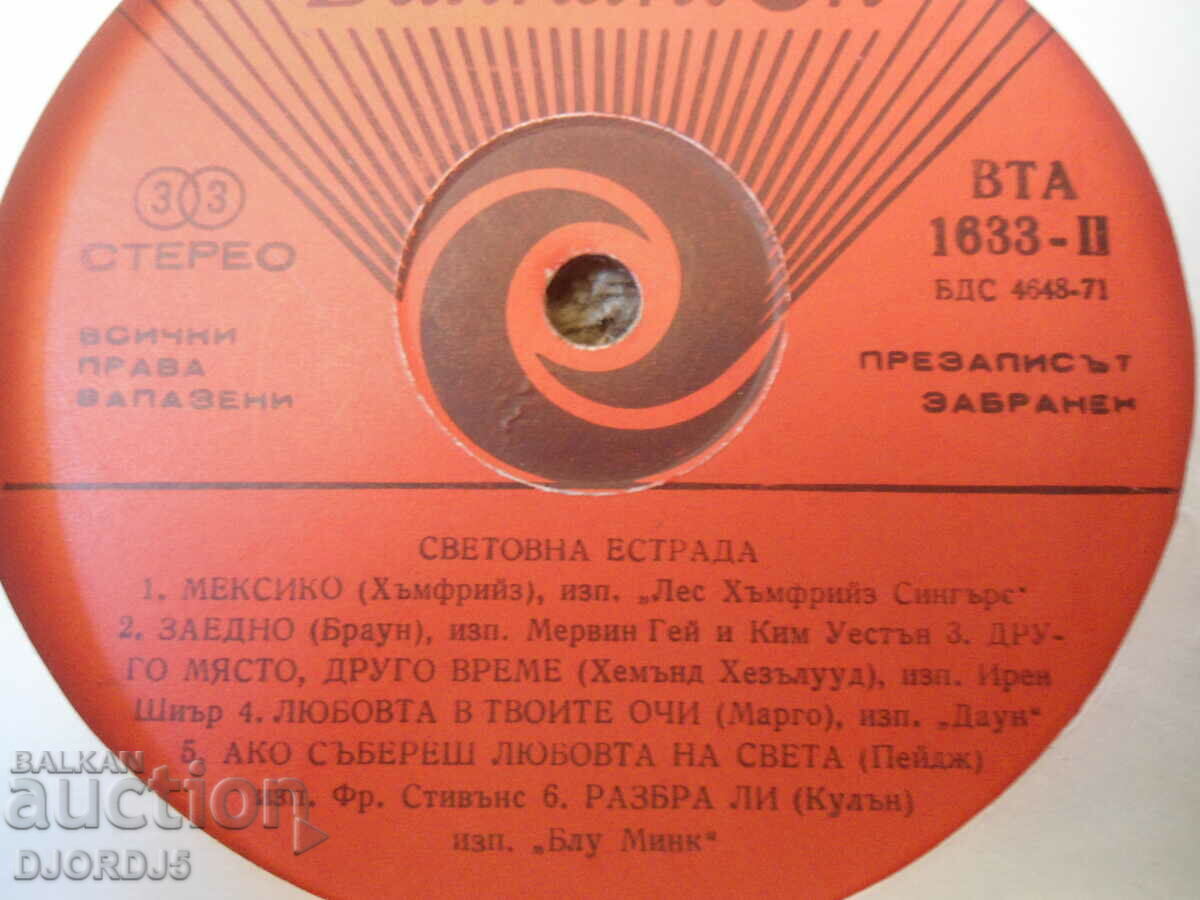 33
СТЕРЕО
ВСИЧКИ
ПРАВА
ЗАПАЗЕНИ
ВТА
1633-II
БДС 4648-71
ПРЕЗАПИСЪТ
ЗАБРАНЕН
СВЕТОВНА ЕСТРАДА
1. МЕКСИКО (Хъмфрийз), изп. „Лес Хъмфрийз Сингърс“
2. ЗАЕДНО (Браун), изп. Мервин Гей и Ким Уестън 3. ДРУ-
ГО МЯСТО, ДРУГО ВРЕМЕ (Хемънд Хезълууд), изп. Ирен
Шиър 4. ЛЮБОВТА В ТВОИТЕ ОЧИ (Марго), изп. „Даун“
5. АКО СЪБЕРЕШ ЛЮБОВТА НА СВЕТА (Пейдж)
изп. Фр. Стивънс 6. РАЗБРА ЛИ (Кулън)
изп. „Блу Минк“
BALKAN
auction
DJORDJ5